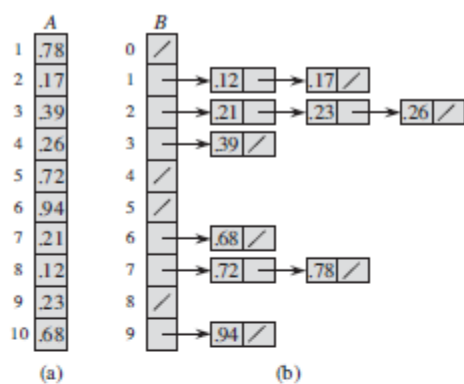 A B
1 .78 0 /
2 .17 1 .12 .17 /
3 .39 2 .21 .23 .26 /
4 .26 3 .39 /
5 .72 4 /
6 .94 5 /
7 .21 6 .68 /
8 .12 7 .72 .78 /
9 .23 8 /
10 .68 9 .94 /
(a) (b)